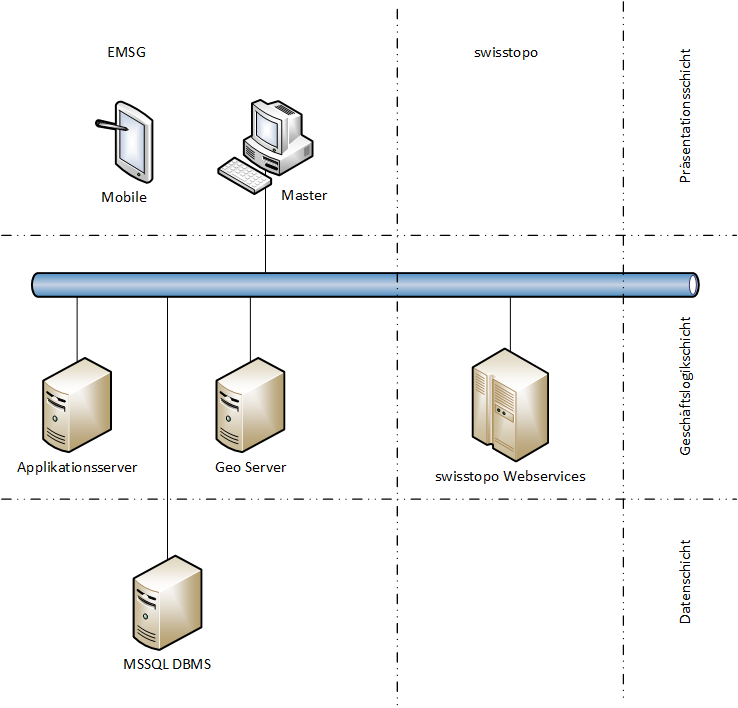 EMSG
swisstopo
Präsentationsschicht
Mobile
Master
Geschäftslogikschicht
Applikationsserver
Geo Server
swisstopo Webservices
Datenschicht
MSSQL DBMS